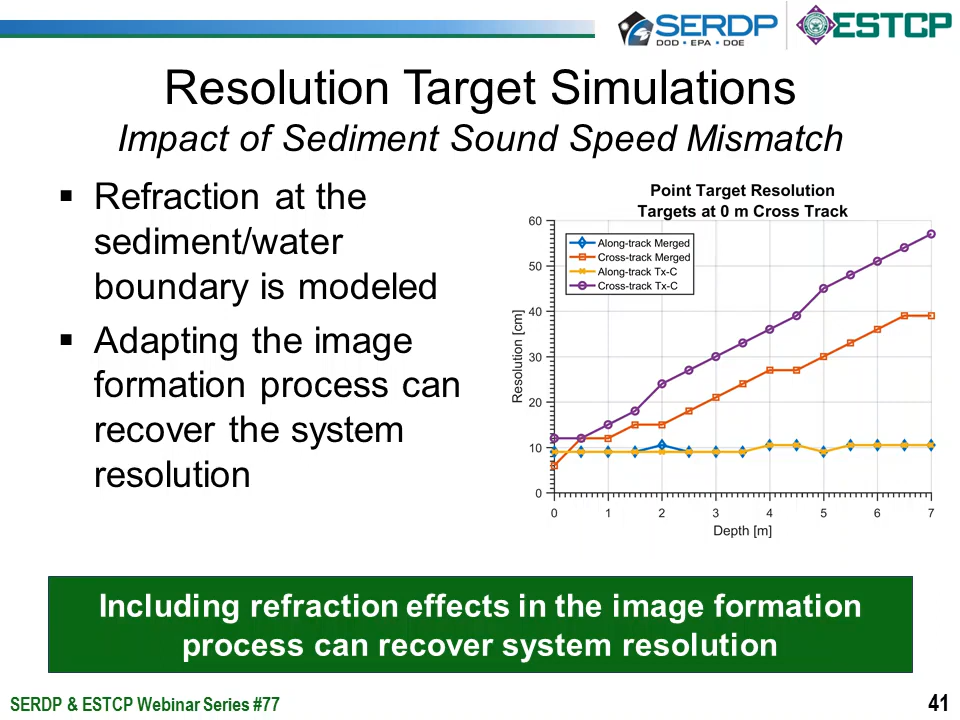 SERDP
DOD • EPA • DOE
ESTCP
Resolution Target Simulations
Impact of Sediment Sound Speed Mismatch
▪ Refraction at the
sediment/water
boundary is modeled
▪ Adapting the image
formation process can
recover the system
resolution
Point Target Resolution
Targets at 0 m Cross Track
Along-track Merged
Cross-track Merged
Along-track Tx-C
Cross-track Tx-C
Resolution [cm]
60
50
40
30
20
10
0
0 1 2 3 4 5 6 7
Depth [m]
Including refraction effects in the image formation
process can recover system resolution
SERDP & ESTCP Webinar Series #77
41